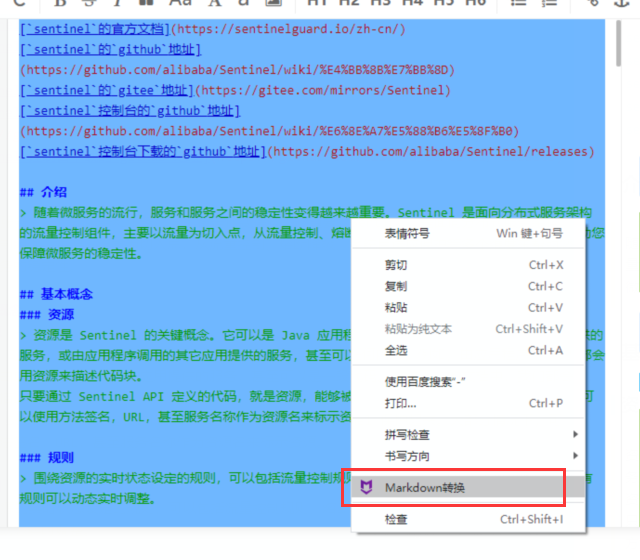 B S I Aa A a H1 H2 H3 H4 H5 H6
[`sentinel`的官方文档](https://sentinelguard.io/zh-cn/)
[`sentinel`的`github`地址]
(https://github.com/alibaba/Sentinel/wiki/%E4%BB%8B%E7%BB%8D)
[`sentinel`的`gitee`地址](https://gitee.com/mirrors/Sentinel)
[`sentinel`控制台的`github`地址]
(https://github.com/alibaba/Sentinel/wiki/%E6%8E%A7%E5%88%B6%E5%8F%B0)
[`sentinel`控制台下载的`github`地址](https://github.com/alibaba/Sentinel/releases)
## 介绍
> 随着微服务的流行，服务和服务之间的稳定性变得越来越重要。Sentinel 是面向分布式服务架构
的流量控制组件，主要以流量为切入点，从流量控制、熔断 助您
保障微服务的稳定性。
## 基本概念
### 资源
> 资源是 Sentinel 的关键概念。它可以是 Java 应用程 的
服务，或由应用程序调用的其它应用提供的服务，甚至可以 都会
用资源来描述代码块。
只要通过 Sentinel API 定义的代码，就是资源，能够被 可
以使用方法签名，URL，甚至服务名称作为资源名来标示资
### 规则
> 围绕资源的实时状态设定的规则，可以包括流量控制规则
规则可以动态实时调整。
表情符号 Win 键+句号
剪切 Ctrl+X
复制 Ctrl+C
粘贴 Ctrl+V
粘贴为纯文本 Ctrl+Shift+V
全选 Ctrl+A
使用百度搜索“-”
打印... Ctrl+P
拼写检查
书写方向
Markdown转换
检查 Ctrl+Shift+I